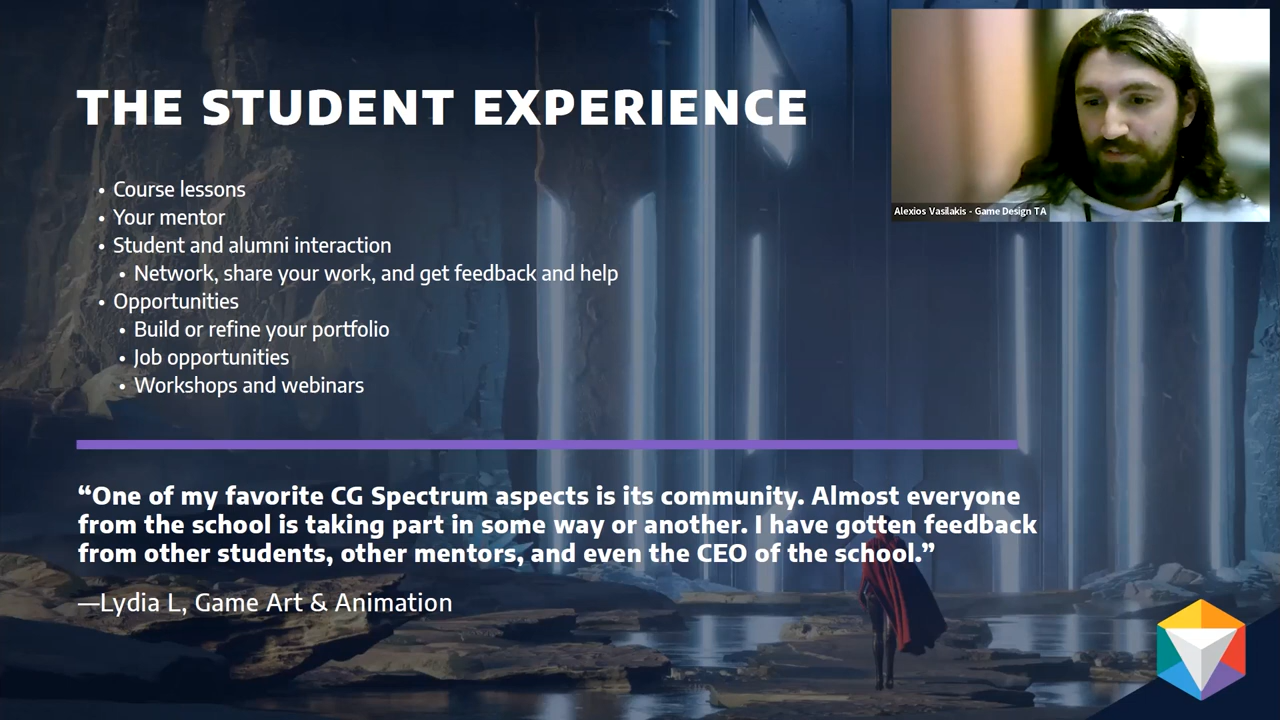 THE STUDENT EXPERIENCE
• Course lessons
• Your mentor
• Student and alumni interaction
• Network, share your work, and get feedback and help
• Opportunities
• Build or refine your portfolio
• Job opportunities
• Workshops and webinars
Alexios Vasilakis - Game Design TA
“One of my favorite CG Spectrum aspects is its community. Almost everyone
from the school is taking part in some way or another. I have gotten feedback
from other students, other mentors, and even the CEO of the school.”
—Lydia L, Game Art & Animation